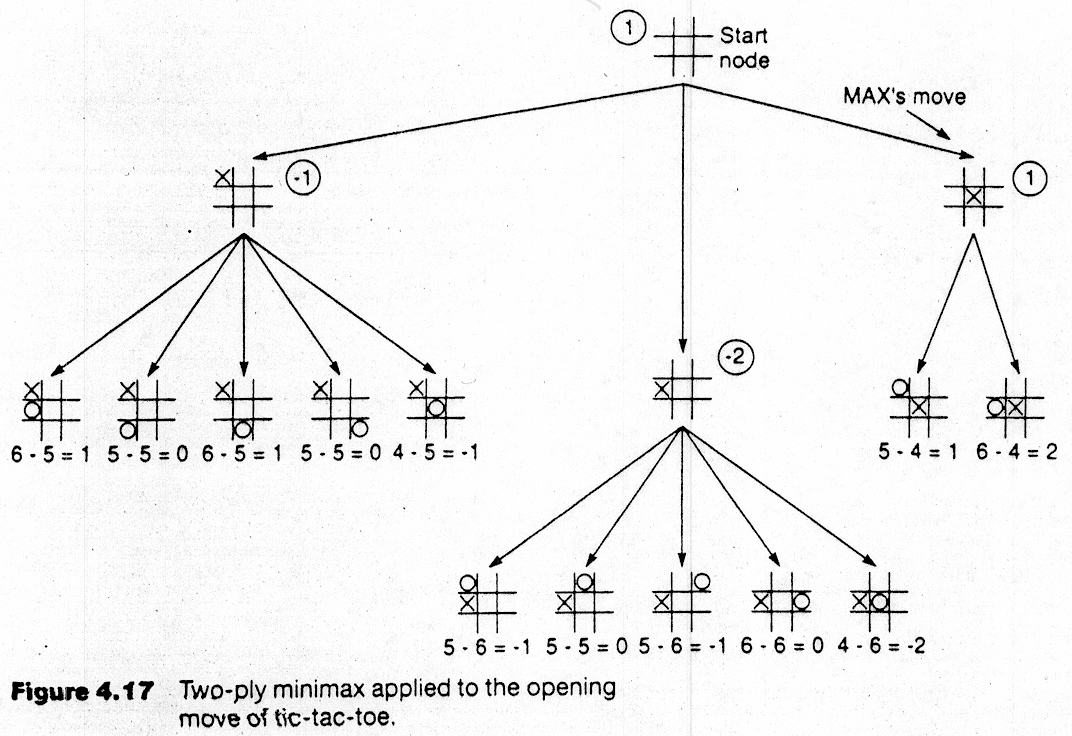 1 Start
node
MAX's move
-1
1
6 - 5 = 1 5 - 5 = 0 6 - 5 = 1 5 - 5 = 0 4 - 5 = -1
-2
5 - 4 = 1 6 - 4 = 2
5 - 6 = -1 5 - 5 = 0 5 - 6 = -1 6 - 6 = 0 4 - 6 = -2
Figure 4.17 Two-ply minimax applied to the opening
move of tic-tac-toe.